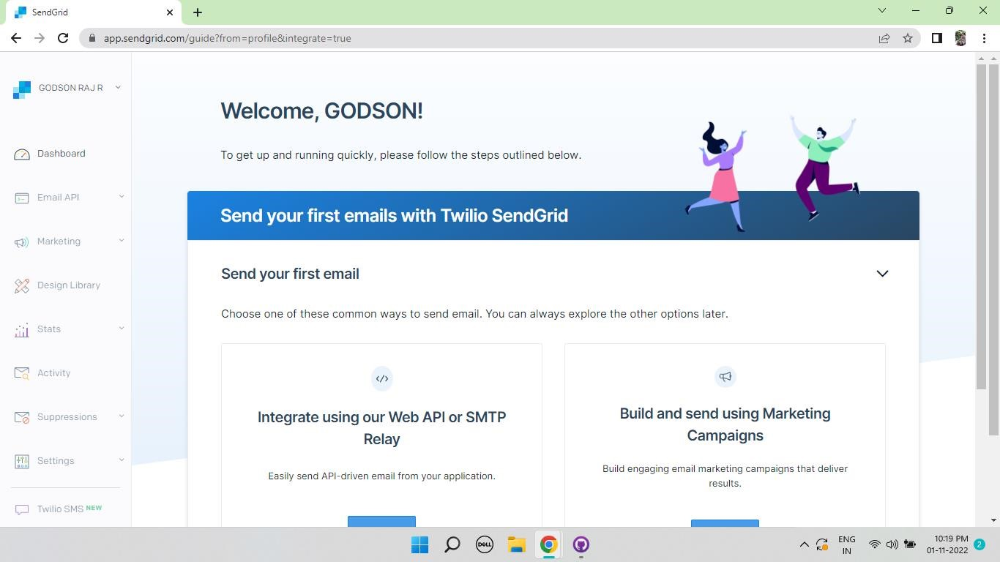 SendGrid
app.sendgrid.com/guide?from=profile&integrate=true
GODSON RAJ R
Dashboard
Email API
Marketing
Design Library
Stats
Activity
Suppressions
Settings
Twilio SMS NEW
Welcome, GODSON!
To get up and running quickly, please follow the steps outlined below.
Send your first emails with Twilio SendGrid
Send your first email
Choose one of these common ways to send email. You can always explore the other options later.
</>
Integrate using our Web API or SMTP
Relay
Easily send API-driven email from your application.
Build and send using Marketing
Campaigns
Build engaging email marketing campaigns that deliver
results.
DELL
ENG
IN
10:19 PM
01-11-2022
2